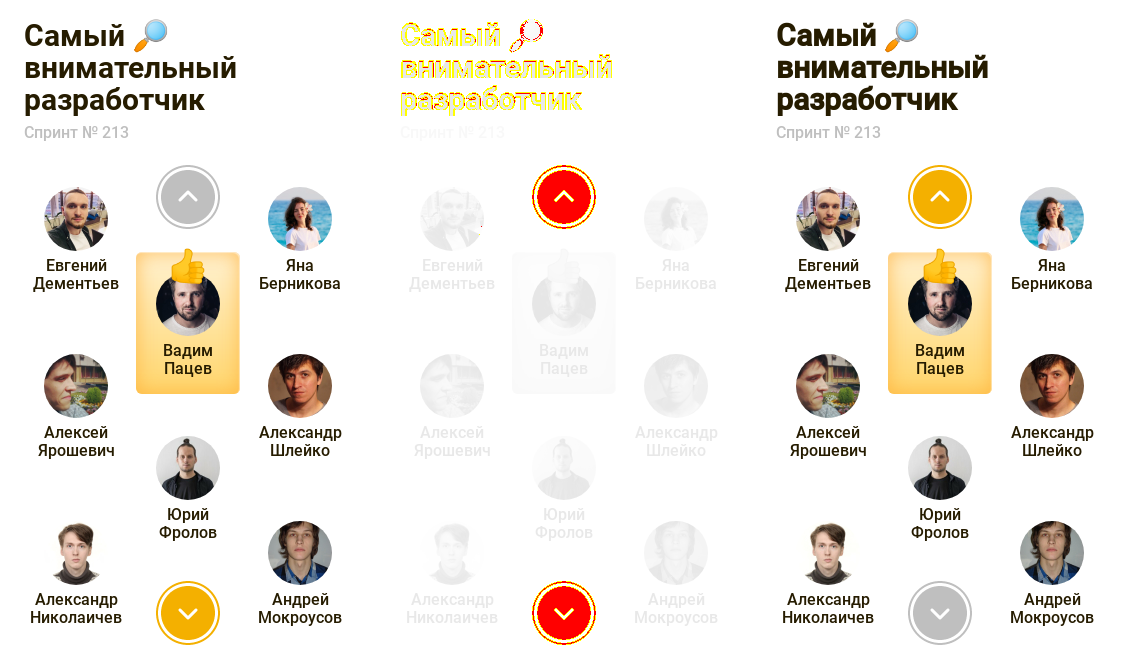 Самый 🔎
внимательный
разработчик
Спринт № 213
Евгений
Дементьев
Яна
Берникова
Вадим
Пацев
Алексей
Ярошевич
Александр
Шлейко
Юрий
Фролов
Александр
Николаичев
Андрей
Мокроусов
Самый 🔎
внимательный
разработчик
Спринт № 213
Евгений
Дементьев
Яна
Берникова
Вадим
Пацев
Алексей
Ярошевич
Александр
Шлейко
Юрий
Фролов
Александр
Николаичев
Андрей
Мокроусов
Самый 🔎
внимательный
разработчик
Спринт № 213
Евгений
Дементьев
Яна
Берникова
Вадим
Пацев
Алексей
Ярошевич
Александр
Шлейко
Юрий
Фролов
Александр
Николаичев
Андрей
Мокроусов